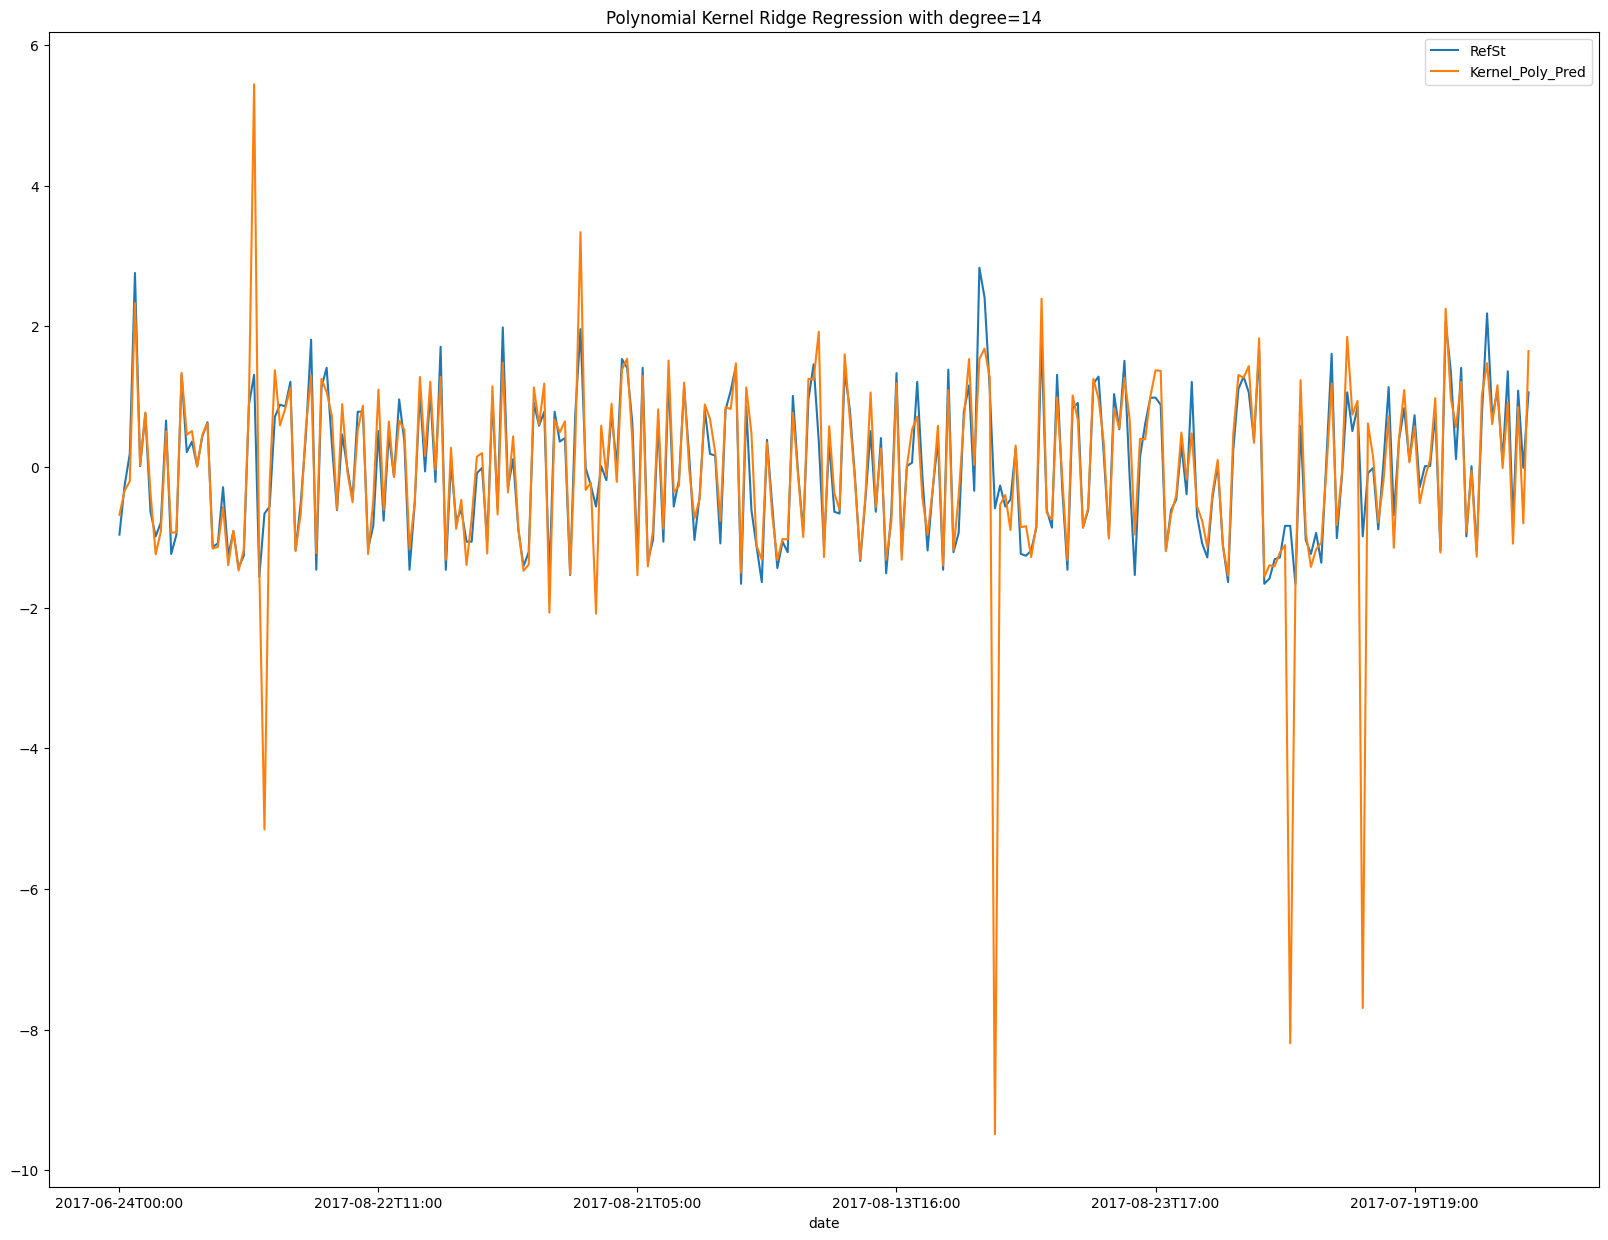 Polynomial Kernel Ridge Regression with degree=14
RefSt
Kernel_Poly_Pred
6
4
2
0
−2
−4
−6
−8
−10
2017-06-24T00:00
2017-08-22T11:00
2017-08-21T05:00
2017-08-13T16:00
2017-08-23T17:00
2017-07-19T19:00
date